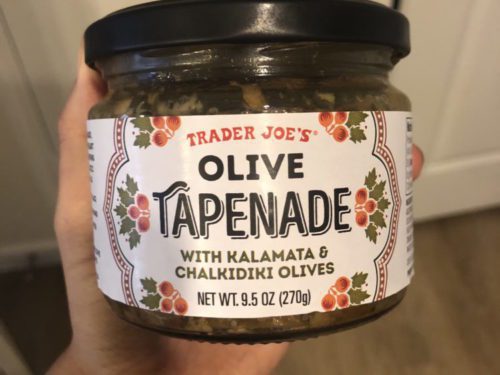 TRADER JOE'S®
OLIVE
TAPENADE
WITH KALAMATA &
CHALKIDIKI OLIVES
NET WT. 9.5 OZ (270g)